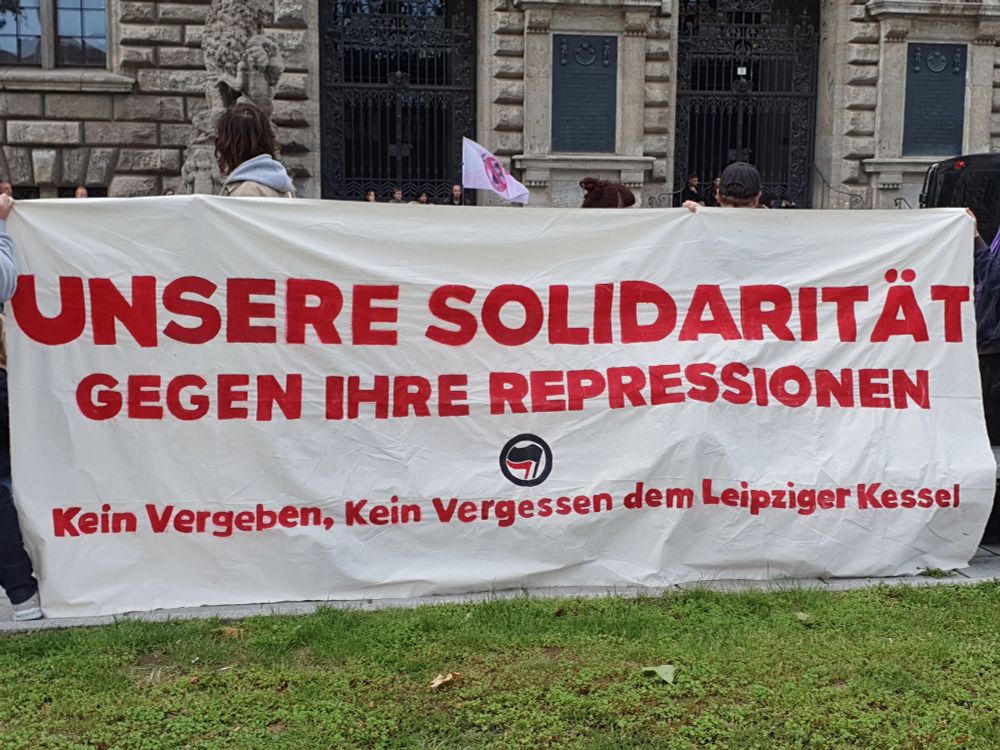 UNSERE SOLIDARITÄT
GEGEN IHRE REPRESSIONEN
Kein Vergeben, Kein Vergessen dem Leipziger Kessel